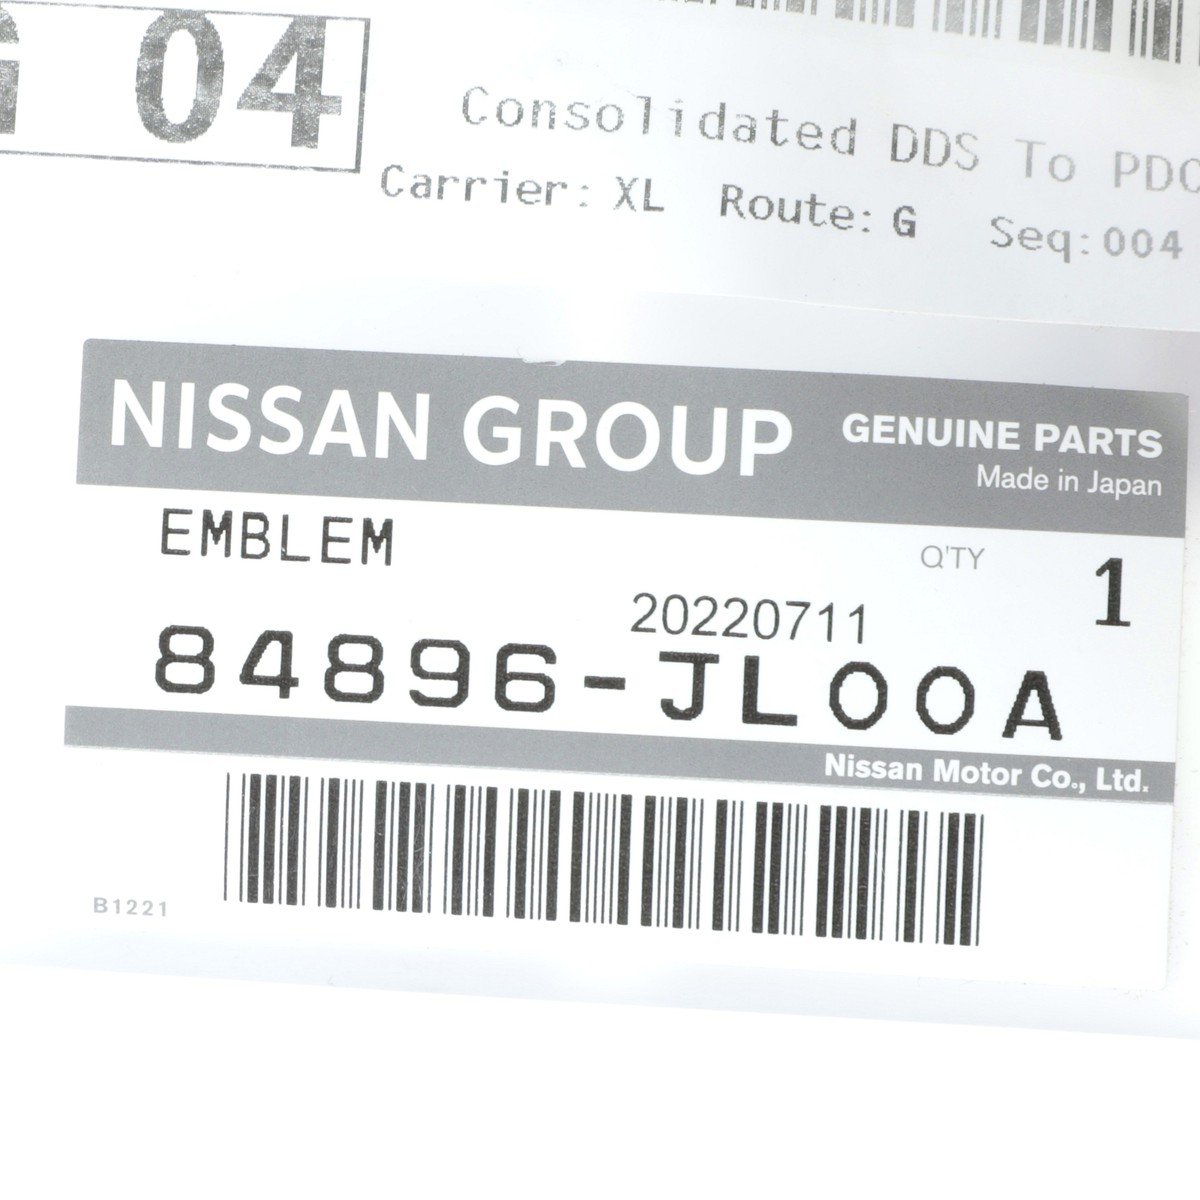 04
Consolidated DDS To PDC
Carrier: XL Route: G Seq:004
NISSAN GROUP GENUINE PARTS
Made in Japan
EMBLEM
Q'TY 1
20220711
84896-JL00A
Nissan Motor Co., Ltd.
B1221